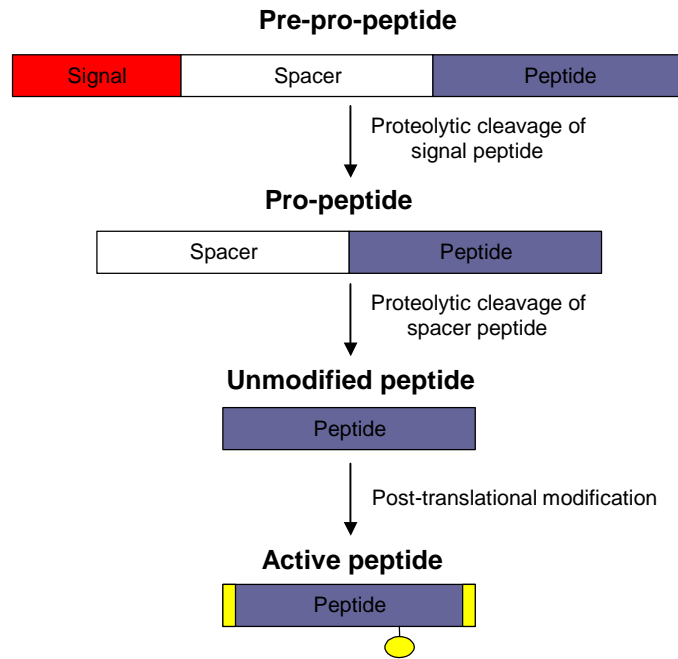 Pre-pro-peptide
Signal Spacer Peptide
Proteolytic cleavage of
signal peptide
Pro-peptide
Spacer Peptide
Proteolytic cleavage of
spacer peptide
Unmodified peptide
Peptide
Post-translational modification
Active peptide
Peptide